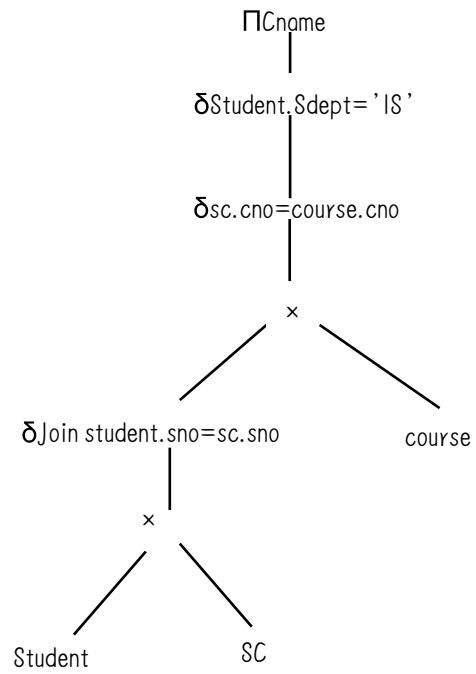 ΠCname
δStudent.Sdept='IS'
δsc.cno=course.cno
×
δJoin student.sno=sc.sno
course
×
Student
SC